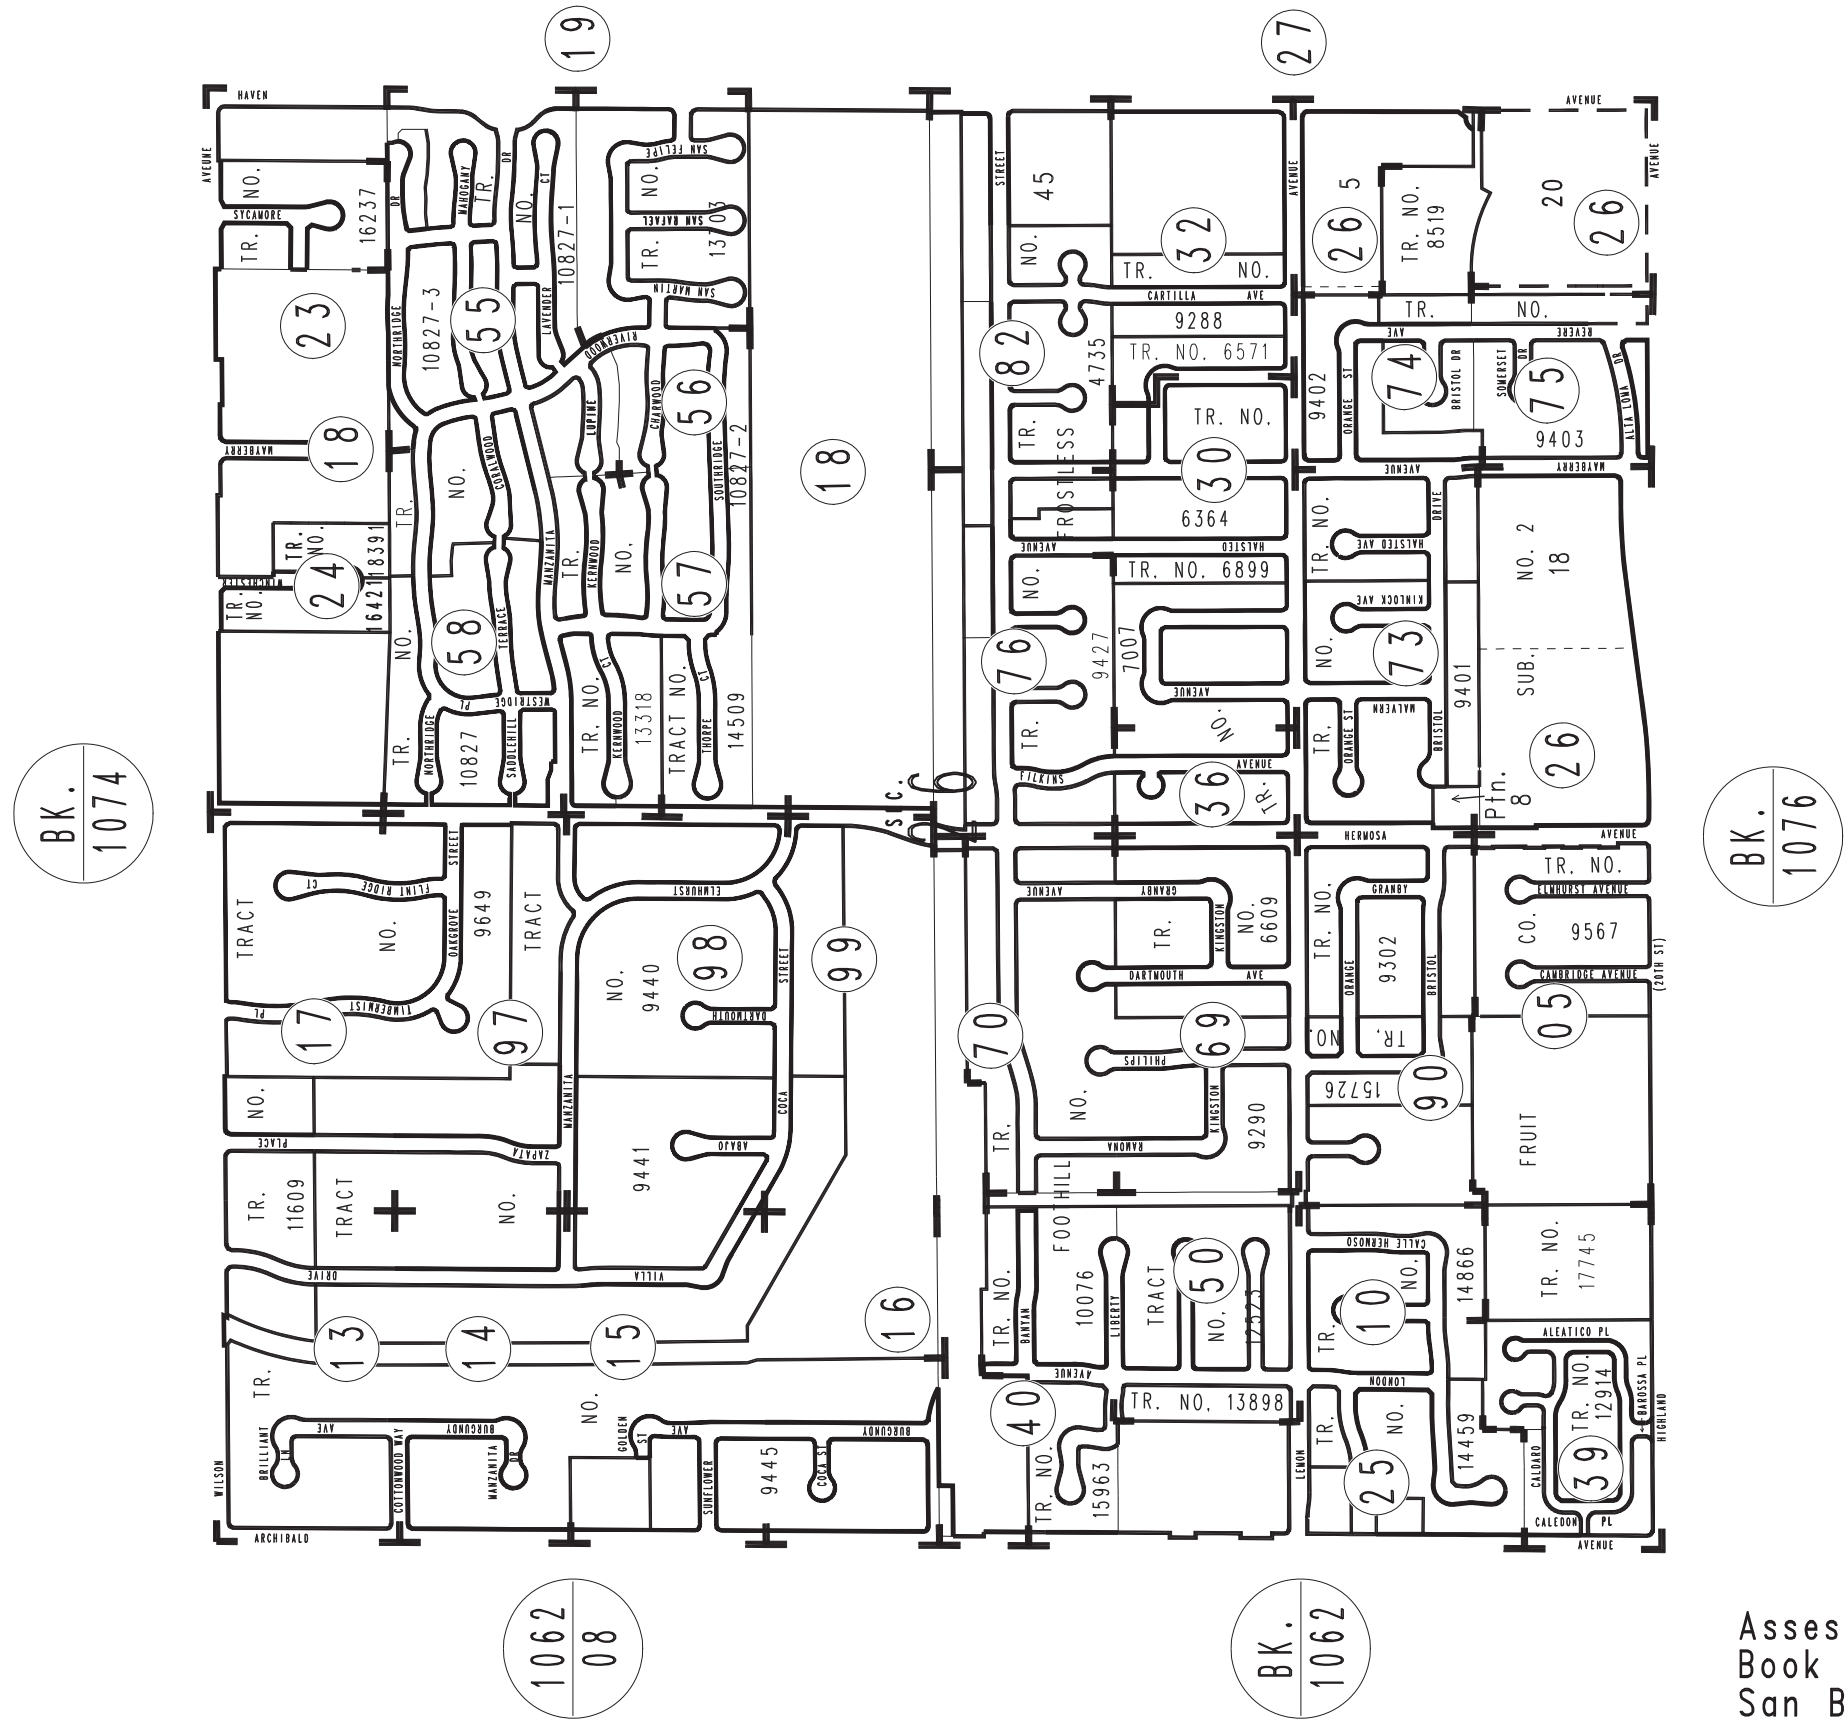 19
27
HAVEN
AVENUE
AVEUNE
TR. NO.
SYCAMORE
16237
DR
MAHOGANY
TR.
DR
NO.
CT
10827-1
SAN FELIPE
NO.
SAN RAFAEL
TR.
13703
SAN MARTIN
STREET
45
NO.
32
TR. NO.
CARTILLA AVE
9288
TR. NO. 6571
AVENUE
26
5
TR. NO.
8519
20
26
AVENUE
23
NORTHRIDGE
10827-3
55
LAVENDER
RIVERWOOD
82
4735
TR. NO.
AVE
REVERE
74
BRISTOL DR
SOMERSET
DR
75
ALTA LOMA DR
9403
9402
ORANGE ST
MAYBERRY
18
CORALWOOD
NO.
TR.
LUPINE
CHARWOOD
56
SOUTHRIDGE
10827-2
18
TR.
FROSTLESS
TR. NO.
30
6364
AVENUE
MAYBERRY
TR.
NO.
18391
24
WINCHESTER
TR.
NO.
16421
58
TERRACE
MANZANITA
TR.
KERNWOOD
NO.
57
AVENUE
HALSTED
TR. NO. 6899
NO.
TR. NO.
HALSTED AVE
DRIVE
NO. 2
18
KINLOCK AVE
73
NO.
SUB.
9401
NO.
TR.
NORTHRIDGE
PL
WESTRIDGE
10827
SADDLEHILL
TR. NO.
KERNWOOD
CT
13318
TRACT NO.
THORPE
CT
14509
76
9427
7007
TR.
AVENUE
NO.
TR.
ORANGE ST
MALVERN
BRISTOL
26
FILKINS
AVENUE
36
TR.
Ptn.
8
BK.
1074
S.C.
HERMOSA
AVENUE
BK.
1076
TRACT
CT
FLINT RIDGE
NO.
STREET
OAKGROVE
9649
TRACT
ELMHURST
NO.
9440
98
STREET
99
AVENUE
GRANBY
TR.
KINGSTON
NO.
6609
DARTMOUTH AVE
TR. NO.
GRANBY
ORANGE
9302
BRISTOL
TR. NO.
ELMHURST AVENUE
CO.
9567
CAMBRIDGE AVENUE
(20TH ST)
PL
TIMBERMIST
17
97
DARTMOUTH
70
69
PHILIPS
NO.
TR.
05
90
15726
NO.
PLACE
ZAPATA
MANZANITA
COCA
ABAJO
9441
NO.
TR.
RAMONA
KINGSTON
9290
FRUIT
TR.
11609
TRACT
NO.
FOOTHILL
DRIVE
VILLA
13
14
15
16
TR. NO.
BANYAN
10076
LIBERTY
TRACT
50
NO.
12523
CALLE HERMOSO
NO.
10
TR.
14866
TR. NO.
17745
TR.
NO.
AVENUE
40
TR. NO. 13898
LONDON
ALEATICO PL
TR. NO.
12914
BAROSSA PL
HIGHLAND
WILSON
BRILLIANT
LN
AVE
COTTONWOOD WAY
BURGUNDY
MANZANITA
DR
GOLDEN
ST
AVE
SUNFLOWER
9445
COCA ST
BURGUNDY
TR. NO.
15963
LEMON
TR.
NO.
25
14459
CALDARO
39
CALEDON PL
ARCHIBALD
AVENUE
1062
08
BK.
1062
Asses
Book
San B